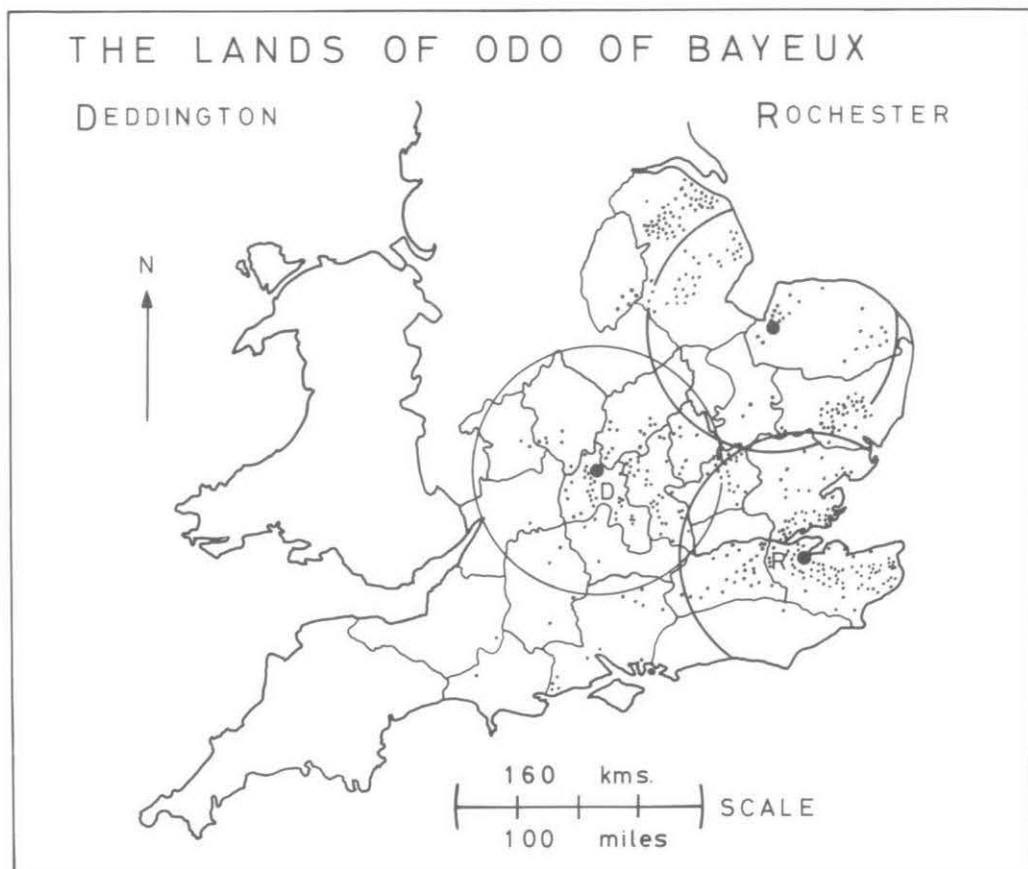 THE LANDS OF ODO OF BAYEUX
DEDDINGTON
ROCHESTER
N
D
R
160 kms.
SCALE
100 miles